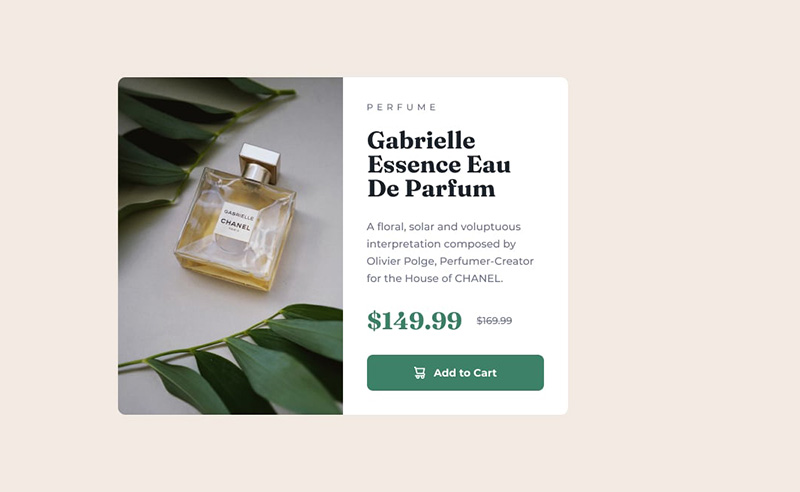 GABRIELLE
CHANEL
PARIS
PERFUME
Gabrielle
Essence Eau
De Parfum
A floral, solar and voluptuous
interpretation composed by
Olivier Polge, Perfumer-Creator
for the House of CHANEL.
$149.99 $169.99
Add to Cart